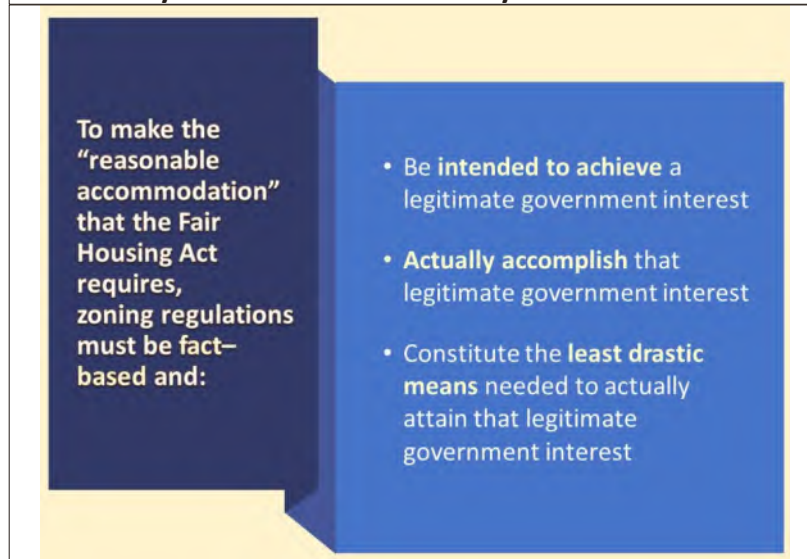 To make the
“reasonable
accommodation”
that the Fair
Housing Act
requires,
zoning regulations
must be fact–
based and:
• Be intended to achieve a
legitimate government interest
• Actually accomplish that
legitimate government interest
• Constitute the least drastic
means needed to actually
attain that legitimate
government interest